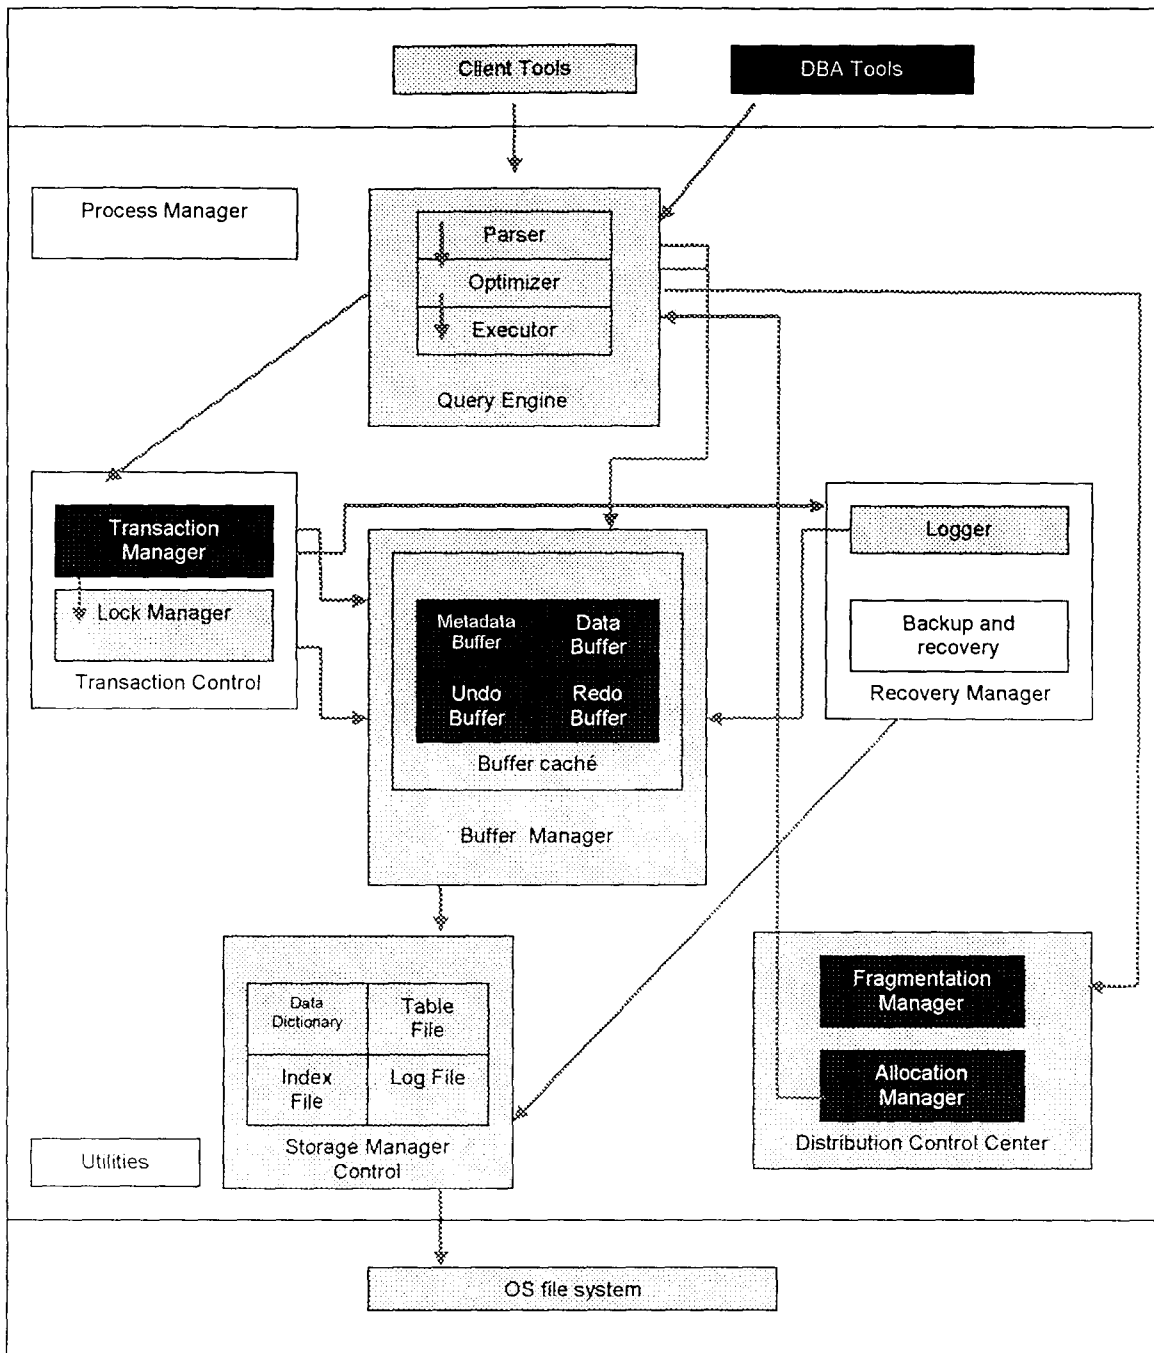 Client Tools
DBA Tools
Process Manager
Parser
Optimizer
Executor
Query Engine
Transaction
Manager
Lock Manager
Transaction Control
Logger
Backup and
recovery
Recovery Manager
Metadata
Buffer
Data
Buffer
Undo
Buffer
Redo
Buffer
Buffer caché
Buffer Manager
Data
Dictionary
Table
File
Index
File
Log File
Storage Manager
Control
Fragmentation
Manager
Allocation
Manager
Distribution Control Center
Utilities
OS file system